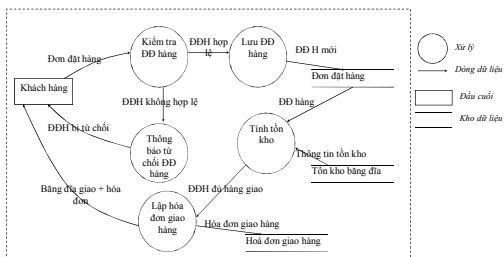 Kiểm tra
ĐĐ hàng
ĐĐH hợp
lệ
Lưu ĐĐ
hàng
ĐĐ H mới
Đơn đặt hàng
Đơn đặt hàng
Khách hàng
ĐĐH không hợp lệ
ĐĐ hàng
ĐĐH bị từ chối
Thông
báo từ
chối ĐĐ
hàng
Tính tồn
kho
Thông tin tồn kho
Tồn kho băng đĩa
Băng đĩa giao + hóa
đơn
ĐĐH đủ hàng giao
Lập hóa
đơn giao
hàng
Hóa đơn giao hàng
Hoá đơn giao hàng
Xử lý
Dòng dữ liệu
Đầu cuối
Kho dữ liệu